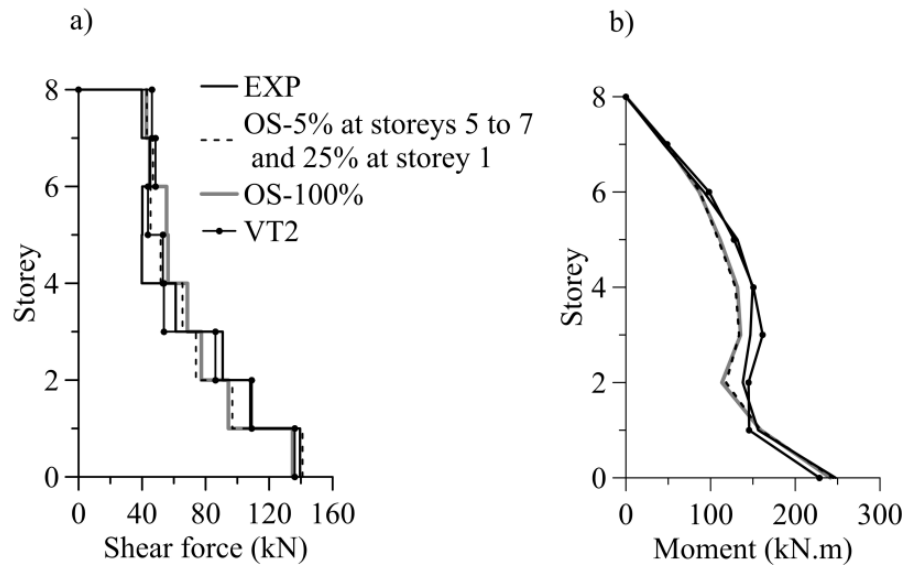 a)
b)
EXP
OS-5% at storeys 5 to 7
and 25% at storey 1
OS-100%
VT2
8
6
4
2
0
Storey
0 40 80 120 160
Shear force (kN)
8
6
4
2
0
Storey
0 100 200 300
Moment (kN.m)